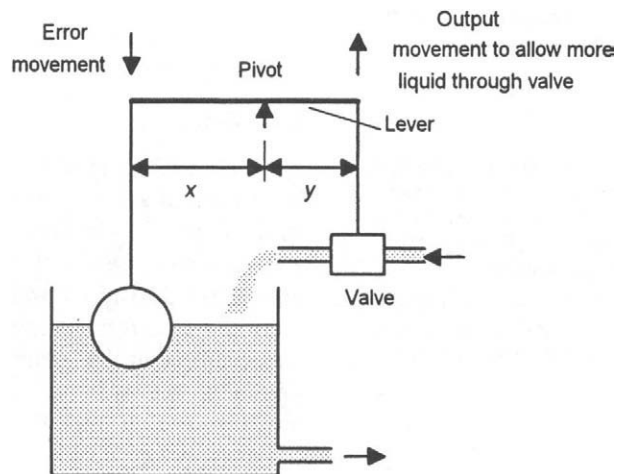 Error
movement
Pivot
Output
movement to allow more
liquid through valve
Lever
x
y
Valve